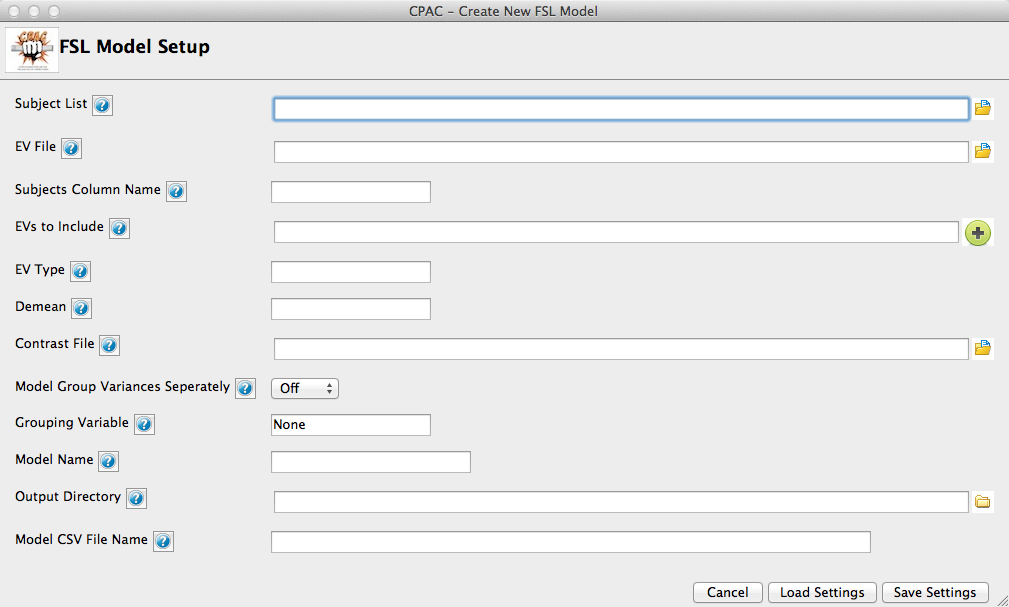 CPAC - Create New FSL Model
CPAC
FSL Model Setup
Subject List
EV File
Subjects Column Name
EVs to Include
EV Type
Demean
Contrast File
Model Group Variances Seperately Off
Grouping Variable None
Model Name
Output Directory
Model CSV File Name
Cancel Load Settings Save Settings